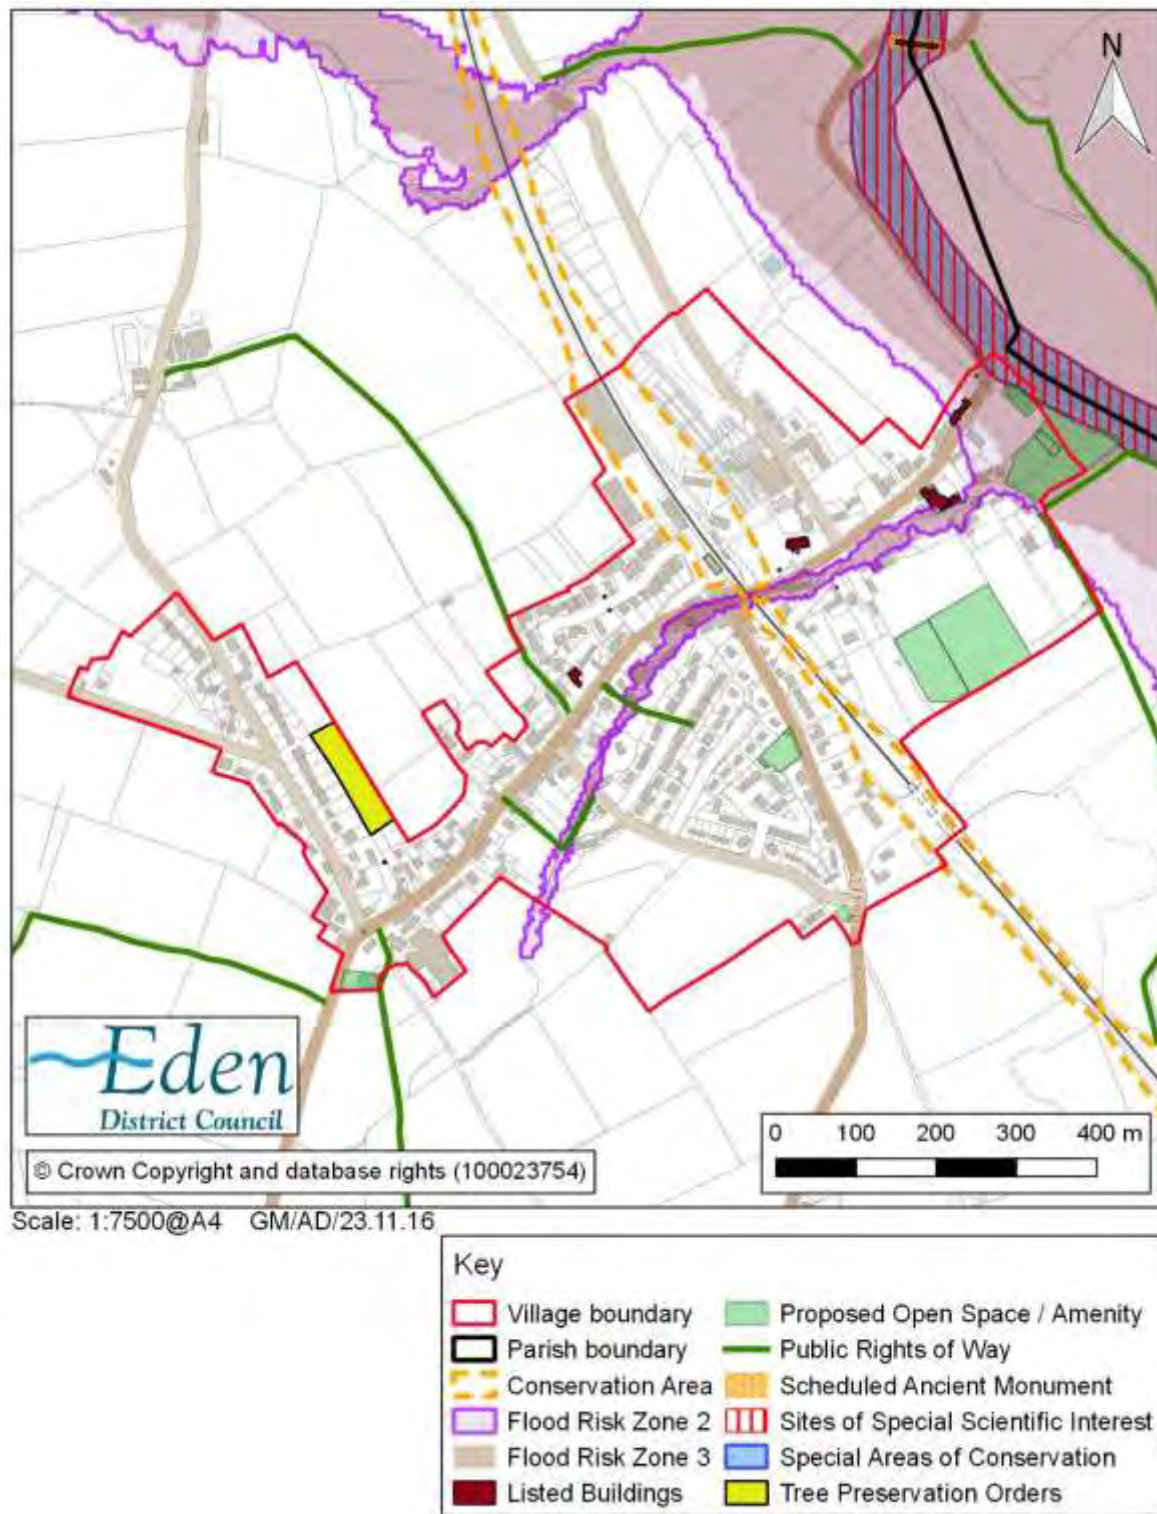 N
Eden
District Council
0 100 200 300 400 m
© Crown Copyright and database rights (100023754)
Scale: 1:7500@A4 GM/AD/23.11.16
Key
Village boundary
Parish boundary
Conservation Area
Flood Risk Zone 2
Flood Risk Zone 3
Listed Buildings
Proposed Open Space / Amenity
Public Rights of Way
Scheduled Ancient Monument
Sites of Special Scientific Interest
Special Areas of Conservation
Tree Preservation Orders